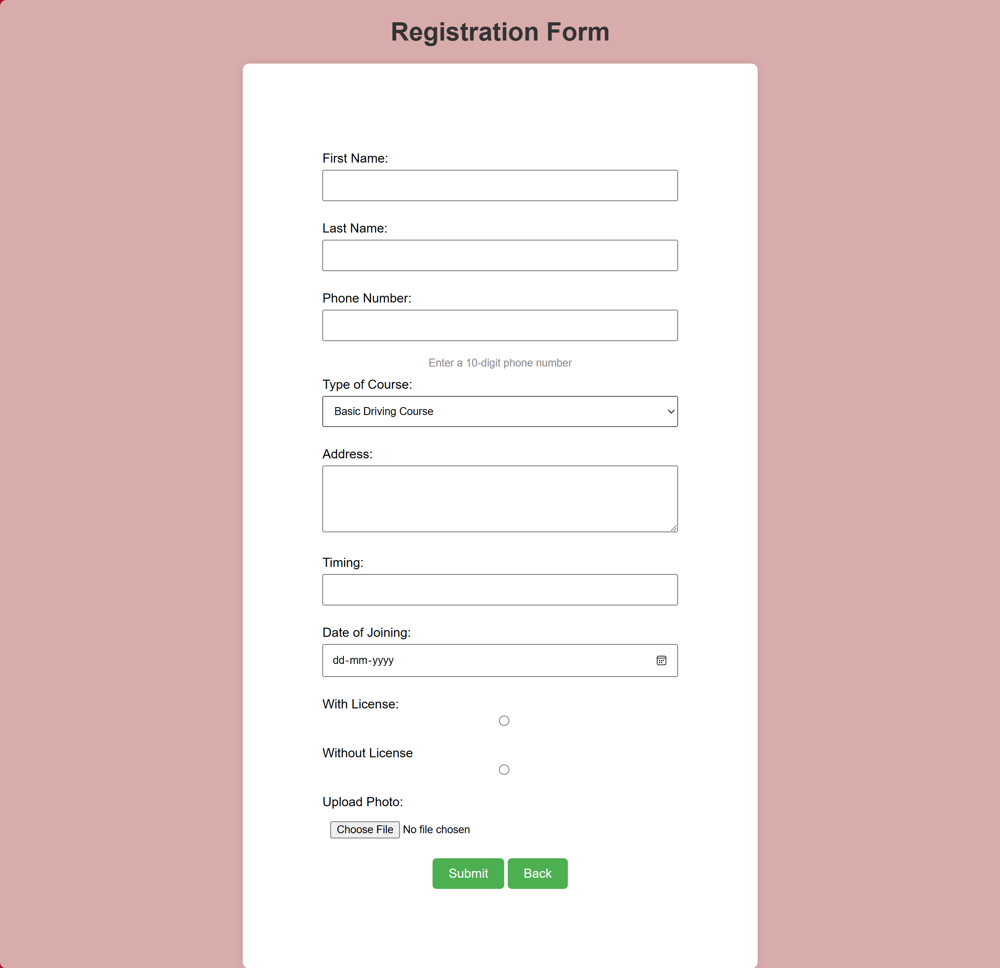 Registration Form
First Name:
Last Name:
Phone Number:
Enter a 10-digit phone number
Type of Course:
Basic Driving Course
Address:
Timing:
Date of Joining:
dd-mm-yyyy
With License:
Without License
Upload Photo:
Choose File No file chosen
Submit Back